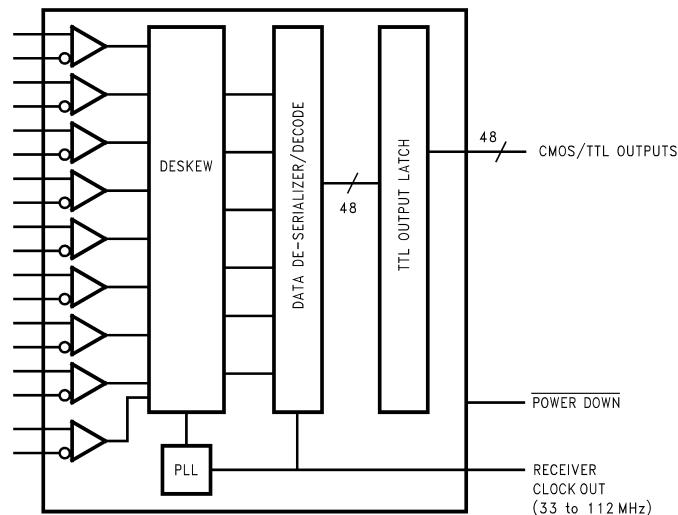 DESKEW
DATA DE-SERIALIZER/DECODE
48
TTL OUTPUT LATCH
48
CMOS/TTL OUTPUTS
POWER DOWN
PLL
RECEIVER
CLOCK OUT
(33 to 112 MHz)